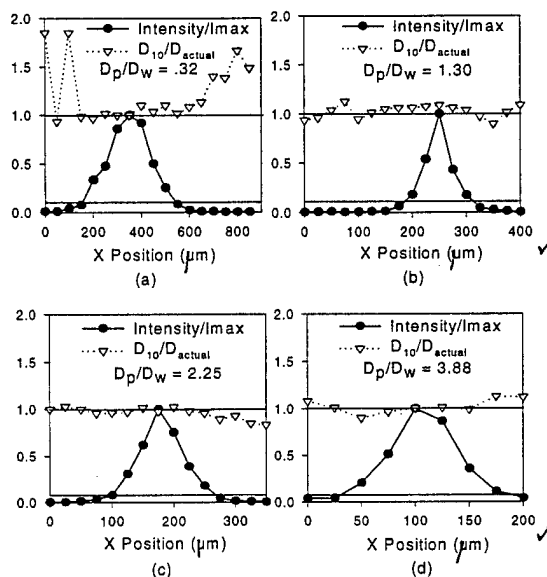 2.0
1.5
1.0
0.5
0.0
Intensity/Imax
D10/Dactual
Dp/Dw = .32
0 200 400 600 800
X Position (µm)
(a)
2.0
1.5
1.0
0.5
0.0
Intensity/Imax
D10/Dactual
Dp/Dw = 1.30
0 100 200 300 400
X Position (µm)
(b)
2.0
1.5
1.0
0.5
0.0
Intensity/Imax
D10/Dactual
Dp/Dw = 2.25
0 100 200 300
X Position (µm)
(c)
2.0
1.5
1.0
0.5
0.0
Intensity/Imax
D10/Dactual
Dp/Dw = 3.88
0 50 100 150 200
X Position (µm)
(d)